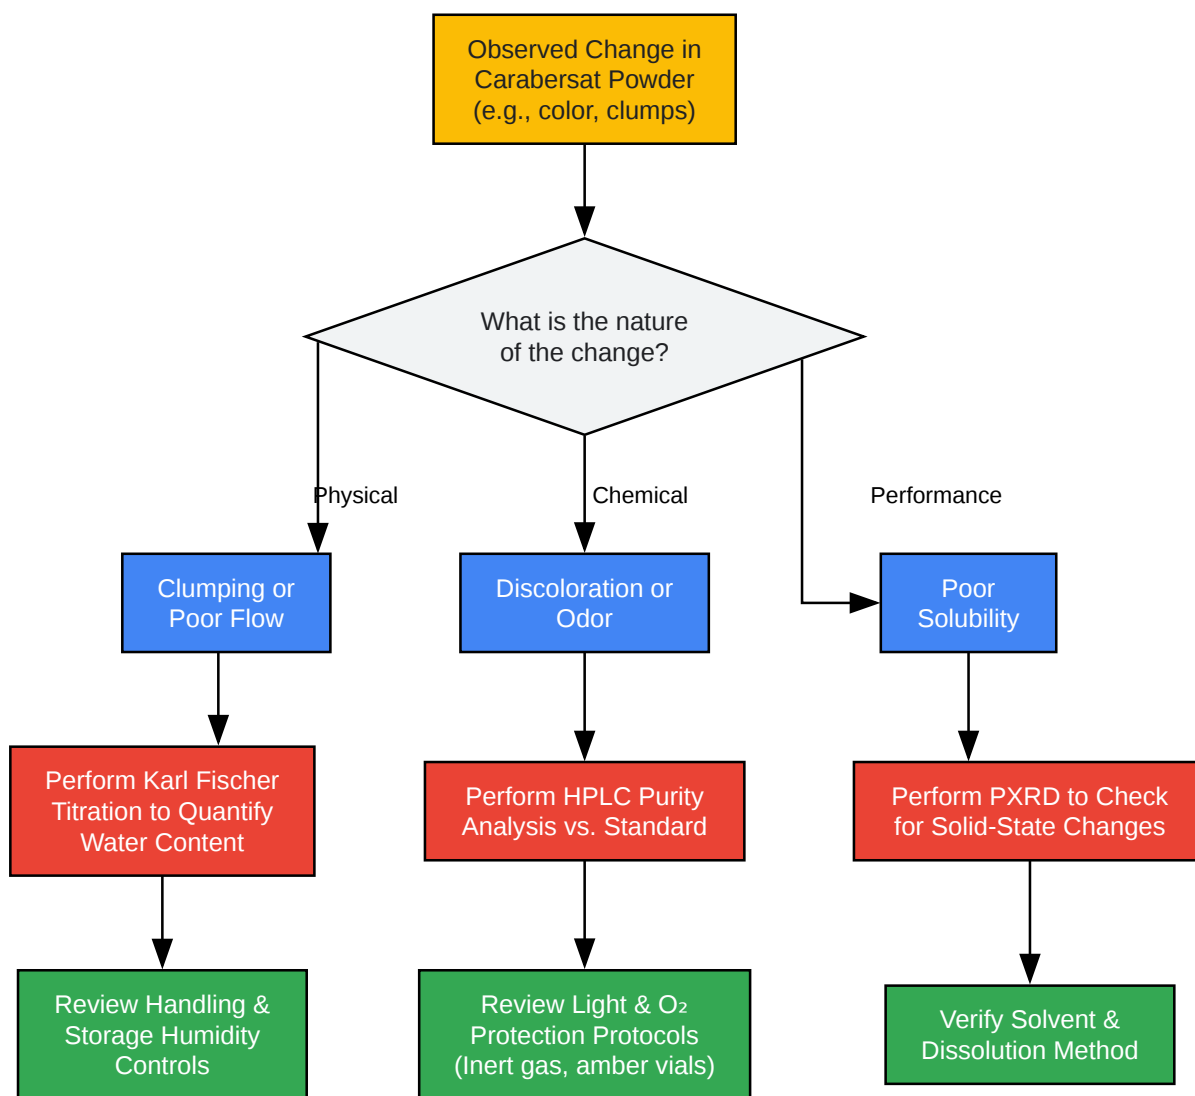 Observed Change in
Carabersat Powder
(e.g., color, clumps)
What is the nature
of the change?
Physical
Chemical
Performance
Clumping or
Poor Flow
Discoloration or
Odor
Poor
Solubility
Perform Karl Fischer
Titration to Quantify
Water Content
Perform HPLC Purity
Analysis vs. Standard
Perform PXRD to Check
for Solid-State Changes
Review Handling &
Storage Humidity
Controls
Review Light & O₂
Protection Protocols
(Inert gas, amber vials)
Verify Solvent &
Dissolution Method